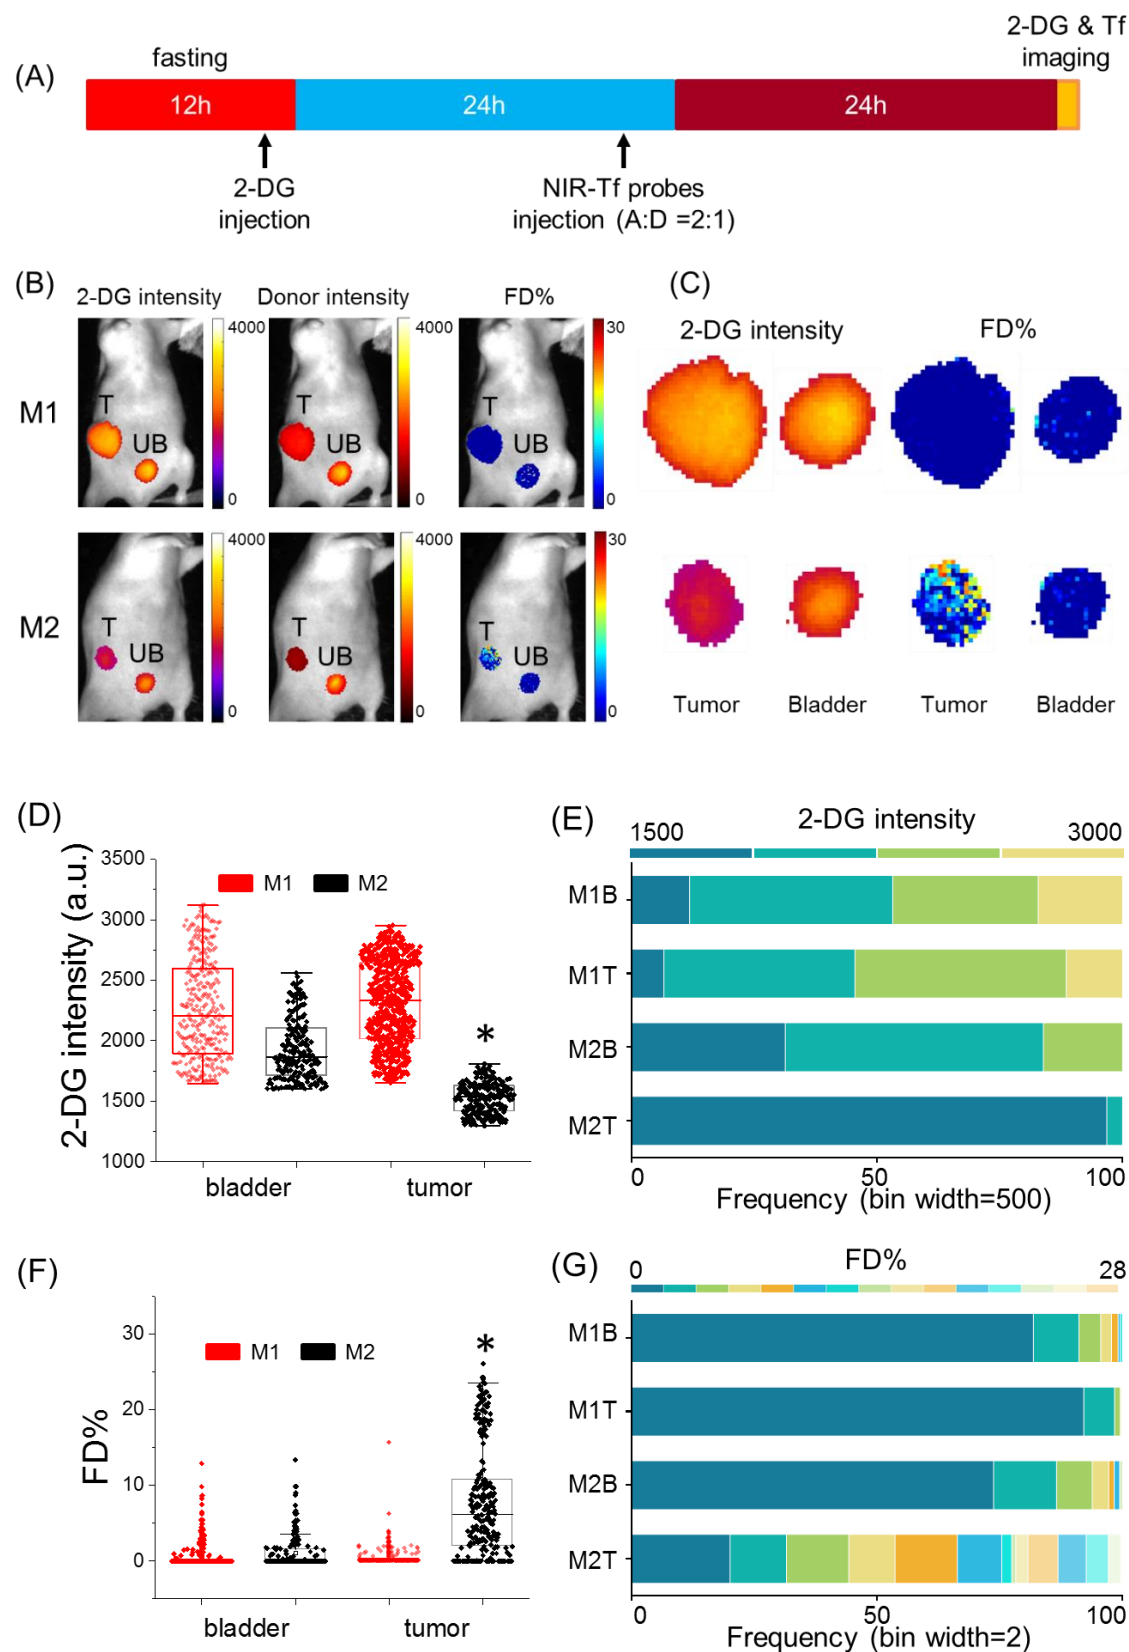 2-DG & Tf
imaging
fasting
(A)
12h
24h
24h
2-DG
injection
NIR-Tf probes
injection (A:D =2:1)
(B)
2-DG intensity
Donor intensity
FD%
(C)
2-DG intensity
FD%
M1
T
UB
4000
0
T
UB
4000
0
T
UB
30
0
M2
T
UB
4000
0
T
UB
4000
0
T
UB
30
0
Tumor
Bladder
Tumor
Bladder
(D)
2-DG intensity (a.u.)
3500
3000
2500
2000
1500
1000
M1
M2
*
bladder
tumor
(E)
1500
2-DG intensity
3000
M1B
M1T
M2B
M2T
0
50
100
Frequency (bin width=500)
(F)
FD%
30
20
10
0
M1
M2
*
bladder
tumor
(G)
0
FD%
28
M1B
M1T
M2B
M2T
0
50
100
Frequency (bin width=2)